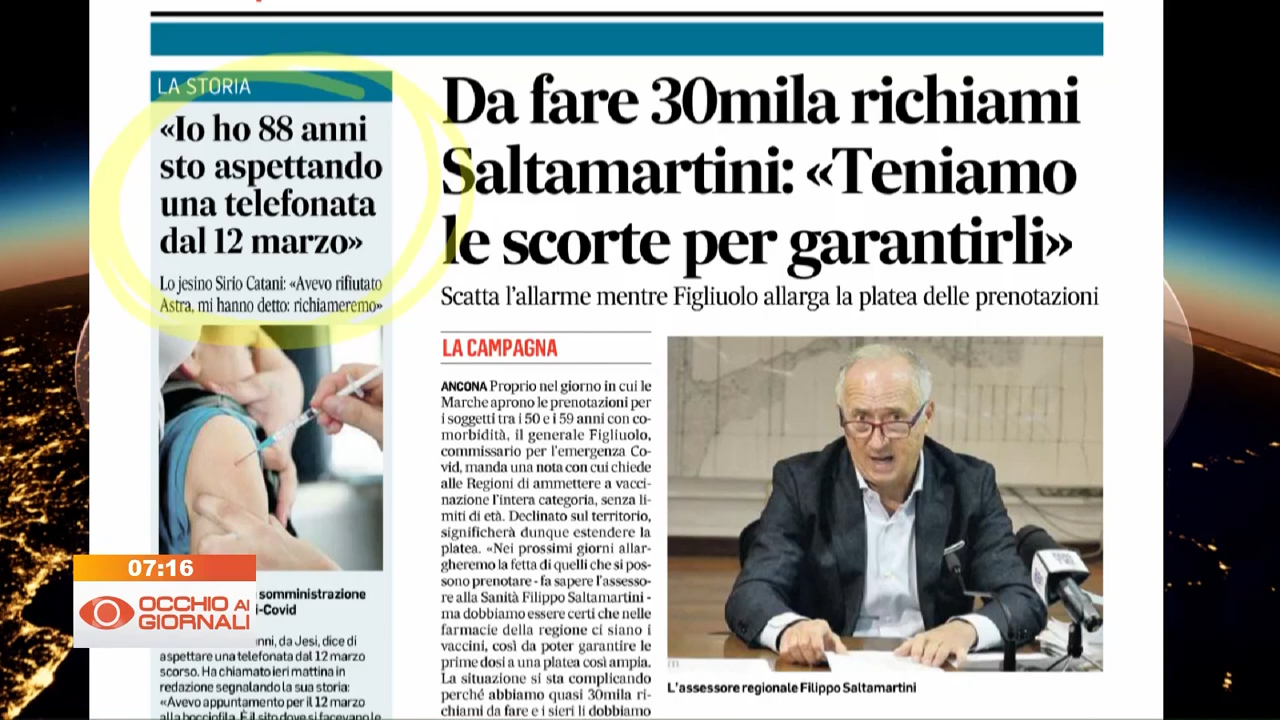 LA STORIA
«Io ho 88 anni
sto aspettando
una telefonata
dal 12 marzo»
Lo jesino Sirio Catani: «Avevo rifiutato
Astra, mi hanno detto: richiameremo»
somministrazione
i-Covid
nni, da Jesi, dice di
aspettare una telefonata dal 12 marzo
scorso. Ha chiamato ieri mattina in
redazione segnalando la sua storia:
«Avevo appuntamento per il 12 marzo
alla bocciofila. È il sito dove si facevano le
Da fare 30mila richiami
Saltamartini: «Teniamo
le scorte per garantirli»
Scatta l'allarme mentre Figliuolo allarga la platea delle prenotazioni
LA CAMPAGNA
ANCONA Proprio nel giorno in cui le
Marche aprono le prenotazioni per
i soggetti tra i 50 e i 59 anni con co-
morbidità, il generale Figliuolo,
commissario per l'emergenza Co-
vid, manda una nota con cui chiede
alle Regioni di ammettere a vacci-
nazione l'intera categoria, senza li-
miti di età. Declinato sul territorio,
significherà dunque estendere la
platea. «Nei prossimi giorni allar-
gheremo la fetta di quelli che si pos-
sono prenotare - fa sapere l'assesso-
re alla Sanità Filippo Saltamartini -
ma dobbiamo essere certi che nelle
farmacie della regione ci siano i
vaccini, così da poter garantire le
prime dosi a una platea così ampia.
La situazione si sta complicando
perché abbiamo quasi 30mila ri-
chiami da fare e i sieri li dobbiamo
L'assessore regionale Filippo Saltamartini
07:16
OCCHIO AI
GIORNALI